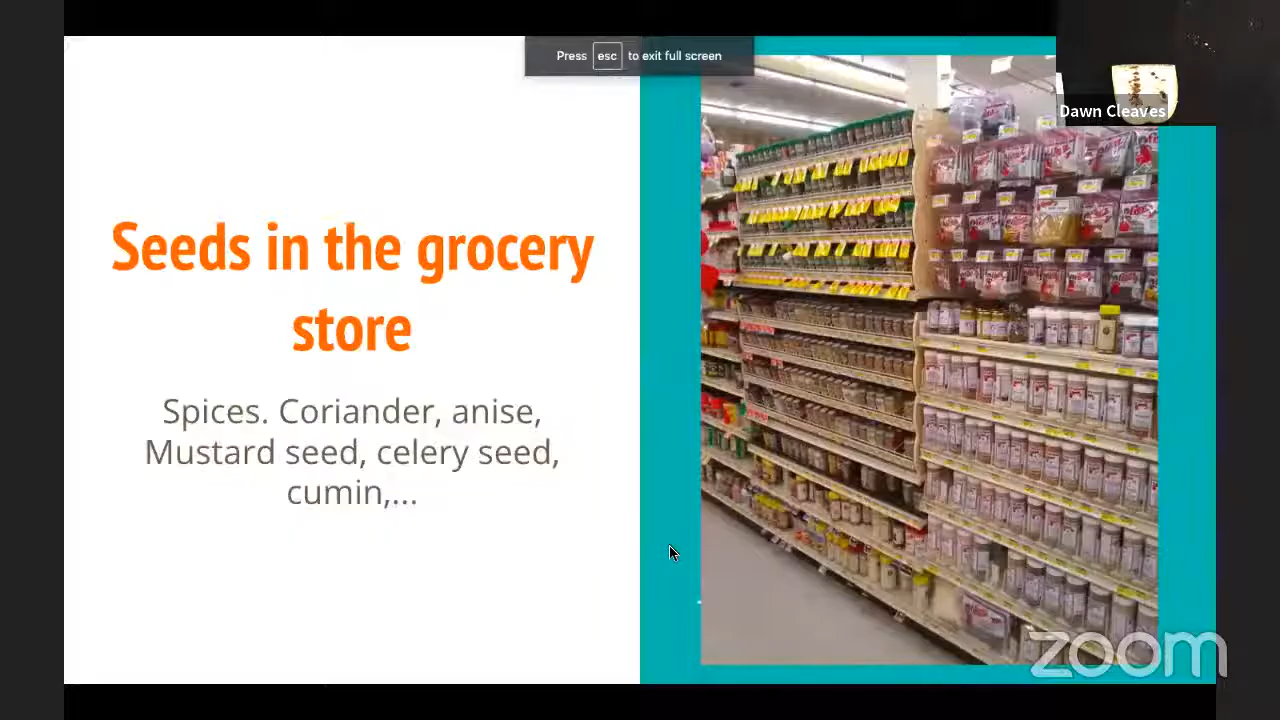 Press esc to exit full screen
Dawn Cleaves
Seeds in the grocery
store
Spices. Coriander, anise,
Mustard seed, celery seed,
cumin,...
zoom